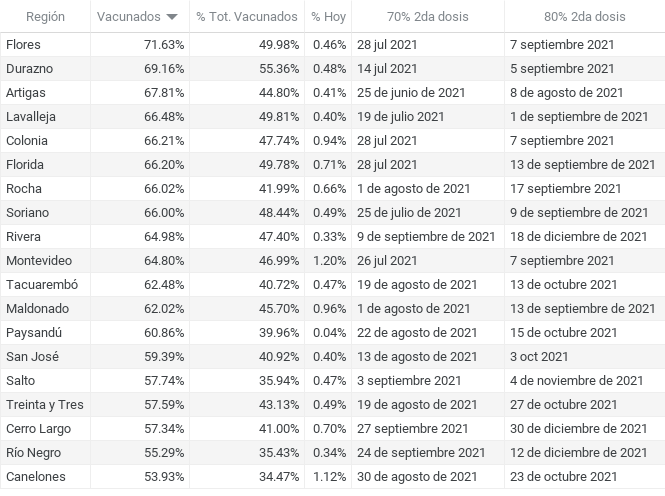 Región Vacunados % Tot. Vacunados % Hoy 70% 2da dosis 80% 2da dosis
Flores 71.63% 49.98% 0.46% 28 jul 2021 7 septiembre 2021
Durazno 69.16% 55.36% 0.48% 14 jul 2021 5 septiembre 2021
Artigas 67.81% 44.80% 0.41% 25 de junio de 2021 8 de agosto de 2021
Lavalleja 66.48% 49.81% 0.40% 19 de julio 2021 1 de septiembre de 2021
Colonia 66.21% 47.74% 0.94% 28 jul 2021 7 septiembre 2021
Florida 66.20% 49.78% 0.71% 28 jul 2021 13 de septiembre de 2021
Rocha 66.02% 41.99% 0.66% 1 de agosto de 2021 17 septiembre 2021
Soriano 66.00% 48.44% 0.49% 25 de julio de 2021 9 de septiembre de 2021
Rivera 64.98% 47.40% 0.33% 9 de septiembre de 2021 18 de diciembre de 2021
Montevideo 64.80% 46.99% 1.20% 26 jul 2021 7 septiembre 2021
Tacuarembó 62.48% 40.72% 0.47% 19 de agosto de 2021 13 de octubre 2021
Maldonado 62.02% 45.70% 0.96% 1 de agosto de 2021 13 de septiembre de 2021
Paysandú 60.86% 39.96% 0.04% 22 de agosto de 2021 15 de octubre 2021
San José 59.39% 40.92% 0.40% 13 de agosto de 2021 3 oct 2021
Salto 57.74% 35.94% 0.47% 3 septiembre 2021 4 de noviembre de 2021
Treinta y Tres 57.59% 43.13% 0.49% 19 de agosto de 2021 27 de octubre 2021
Cerro Largo 57.34% 41.00% 0.70% 27 septiembre 2021 30 de diciembre de 2021
Río Negro 55.29% 35.43% 0.34% 24 de septiembre de 2021 12 de diciembre de 2021
Canelones 53.93% 34.47% 1.12% 30 de agosto de 2021 23 de octubre de 2021